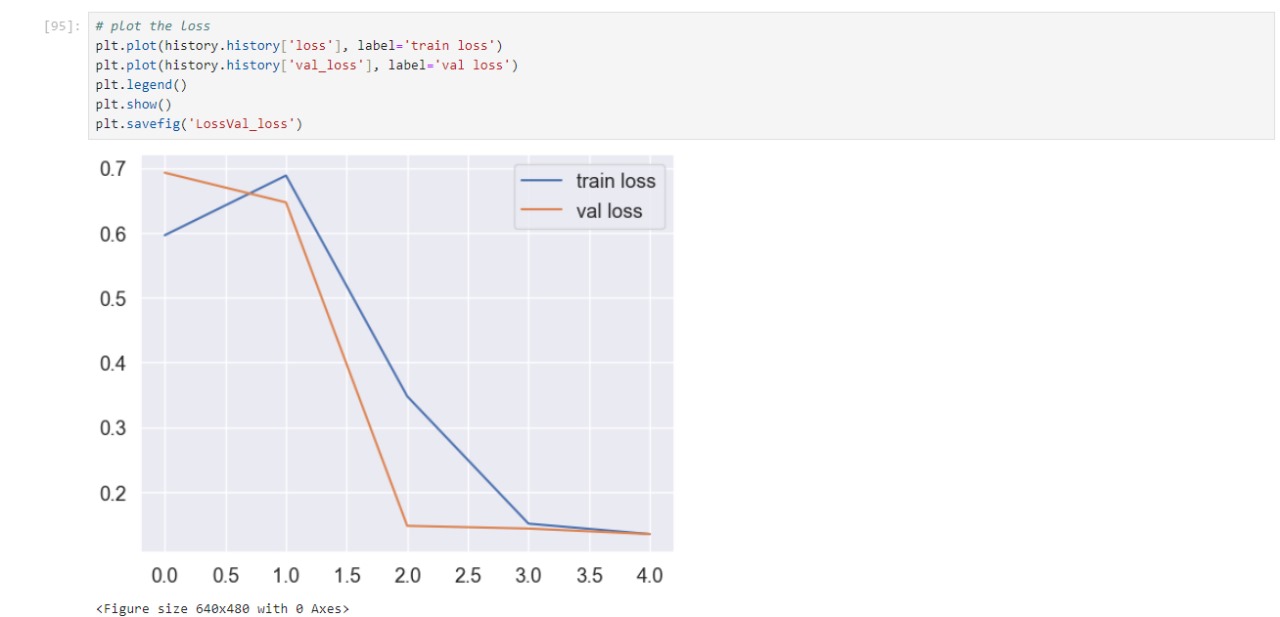 [95]: # plot the loss
plt.plot(history.history['loss'], label='train loss')
plt.plot(history.history['val_loss'], label='val loss')
plt.legend()
plt.show()
plt.savefig('LossVal_loss')
0.7
train loss
val loss
0.6
0.5
0.4
0.3
0.2
0.0 0.5 1.0 1.5 2.0 2.5 3.0 3.5 4.0
<Figure size 640x480 with 0 Axes>